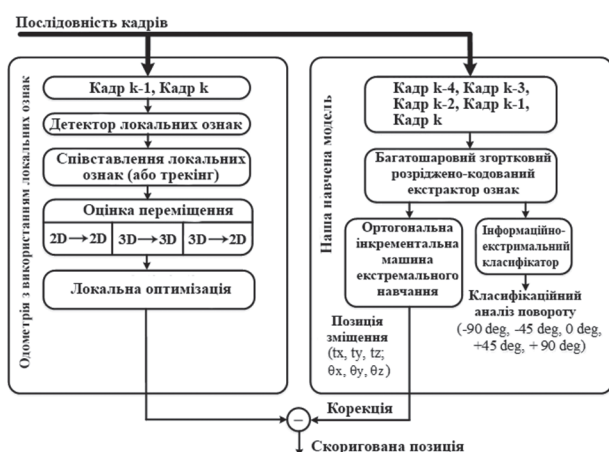 Послідовність кадрів
Одометрія з використанням локальних ознак
Кадр k-1, Кадр k
Детектор локальних ознак
Співставлення локальних
ознак (або трекінг)
Оцінка переміщення
2D→2D
3D→3D
3D→2D
Локальна оптимізація
Наша навчена модель
Кадр k-4, Кадр k-3,
Кадр k-2, Кадр k-1,
Кадр k
Багатошаровий згортковий
розріджено-кодований
екстрактор ознак
Ортогональна
інкрементальна
машина
екстремального
навчання
Інформаційно-
екстримальний
класифікатор
Позиція
зміщення
(tx, ty, tz;
θx, θy, θz)
Класифікаційний
аналіз повороту
(-90 deg, -45 deg, 0 deg,
+45 deg, + 90 deg)
−
Корекція
Скоригована позиція